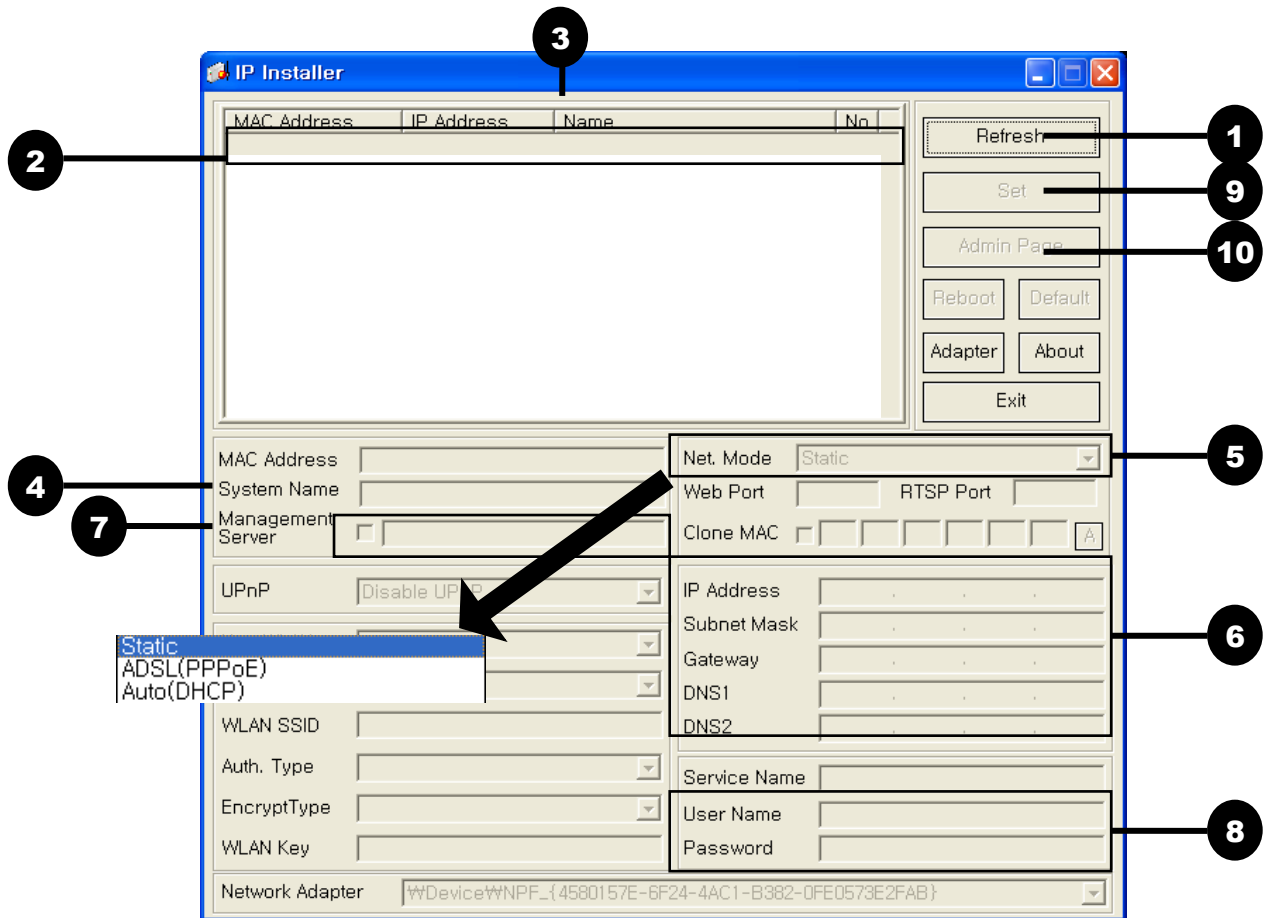 3
IP Installer
MAC Address IP Address Name No
2
Refresh
1
Set
9
Admin Page
10
Reboot Default
Adapter About
Exit
MAC Address
Net. Mode Static
5
4
System Name
Web Port RTSP Port
7
Management
Server
Clone MAC A
UPnP Disable UPnP
IP Address
Subnet Mask
6
Static
ADSL(PPPoE)
Auto(DHCP)
Gateway
DNS1
WLAN SSID
DNS2
Auth. Type
Service Name
EncryptType
User Name
8
WLAN Key
Password
Network Adapter ₩Device₩NPF_{4580157E-6F24-4AC1-B382-0FE0573E2FAB}